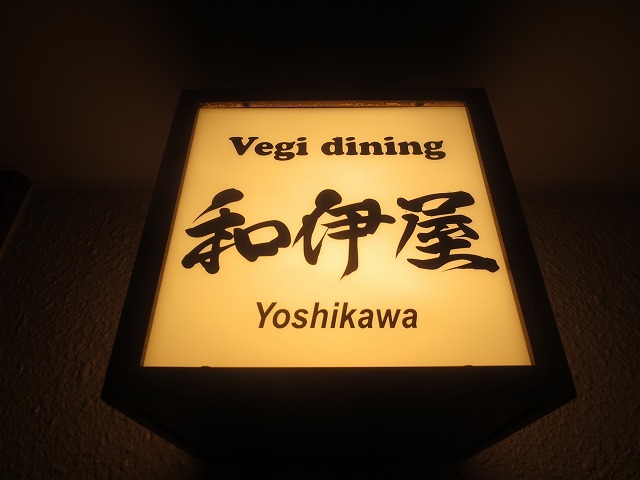 Vegi dining
和伊屋
Yoshikawa